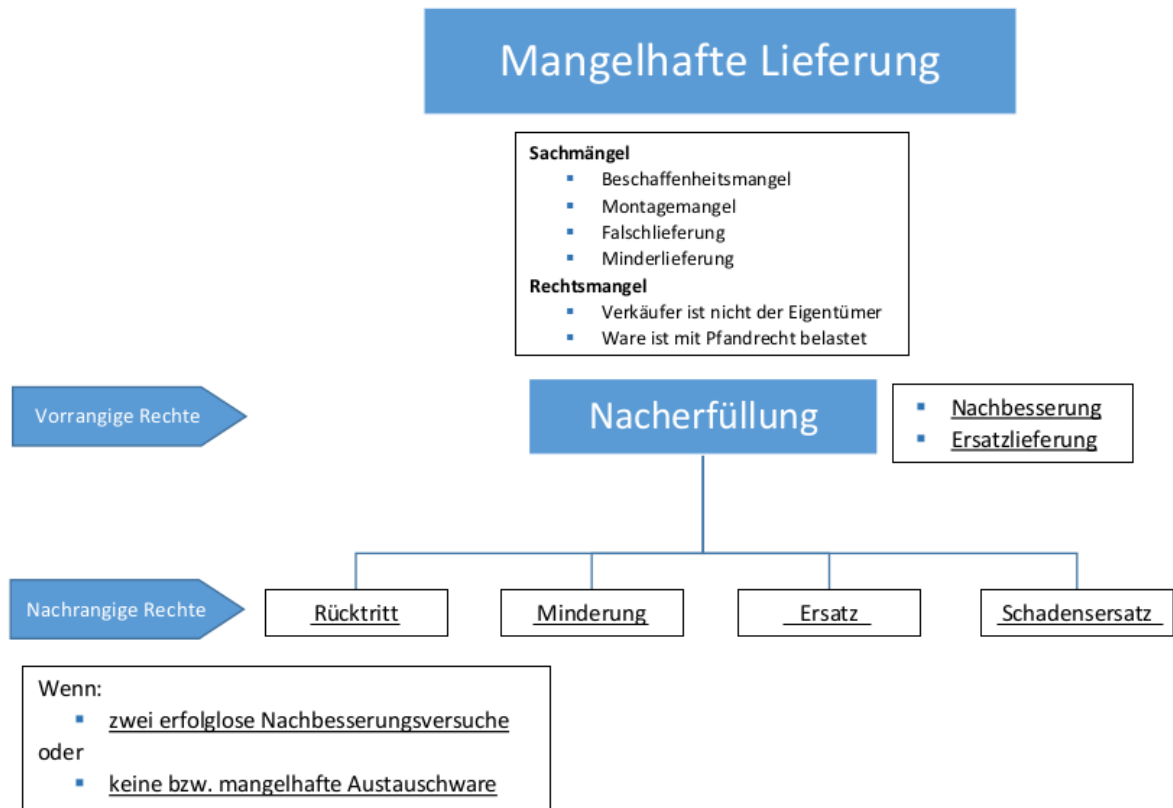 Mangelhafte Lieferung
Sachmängel
▪ Beschaffenheitsmangel
▪ Montagemangel
▪ Falschlieferung
▪ Minderlieferung
Rechtsmangel
▪ Verkäufer ist nicht der Eigentümer
▪ Ware ist mit Pfandrecht belastet
Vorrangige Rechte
Nacherfüllung
▪ Nachbesserung
▪ Ersatzlieferung
Nachrangige Rechte
Rücktritt
Minderung
Ersatz
Schadensersatz
Wenn:
▪ zwei erfolglose Nachbesserungsversuche
oder
▪ keine bzw. mangelhafte Austauschware